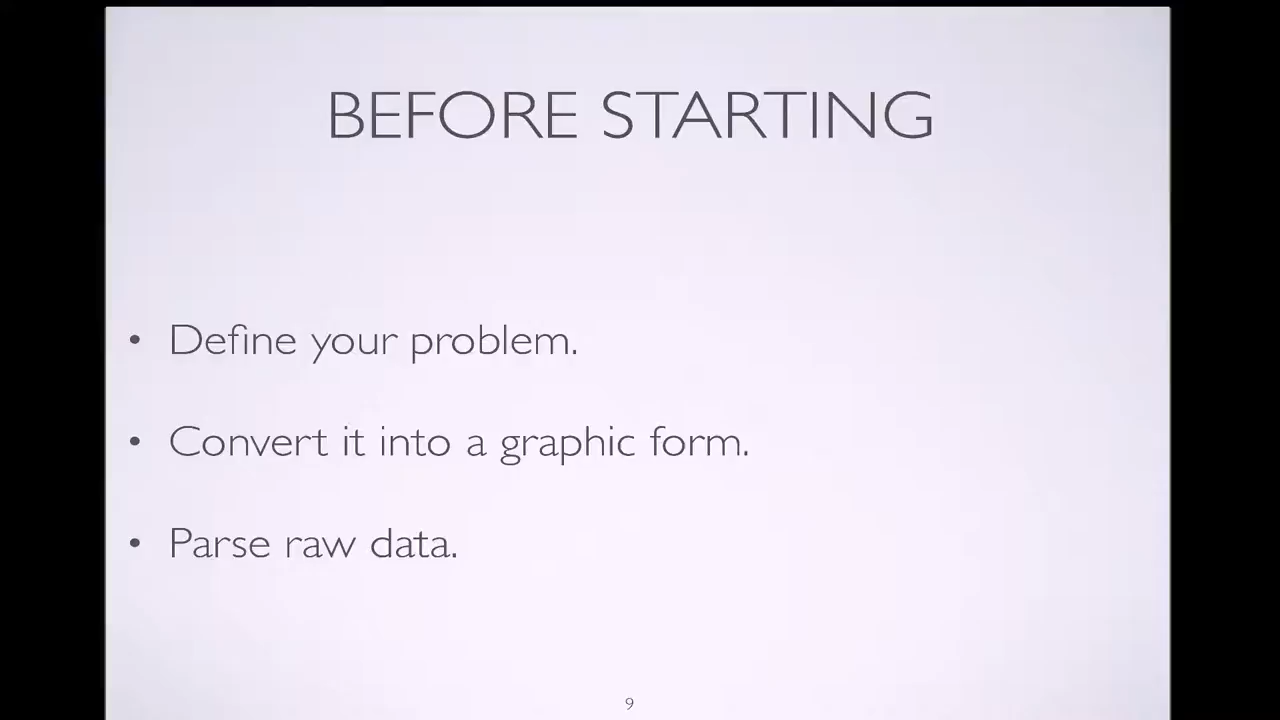 BEFORE STARTING
• Define your problem.
• Convert it into a graphic form.
• Parse raw data.
9